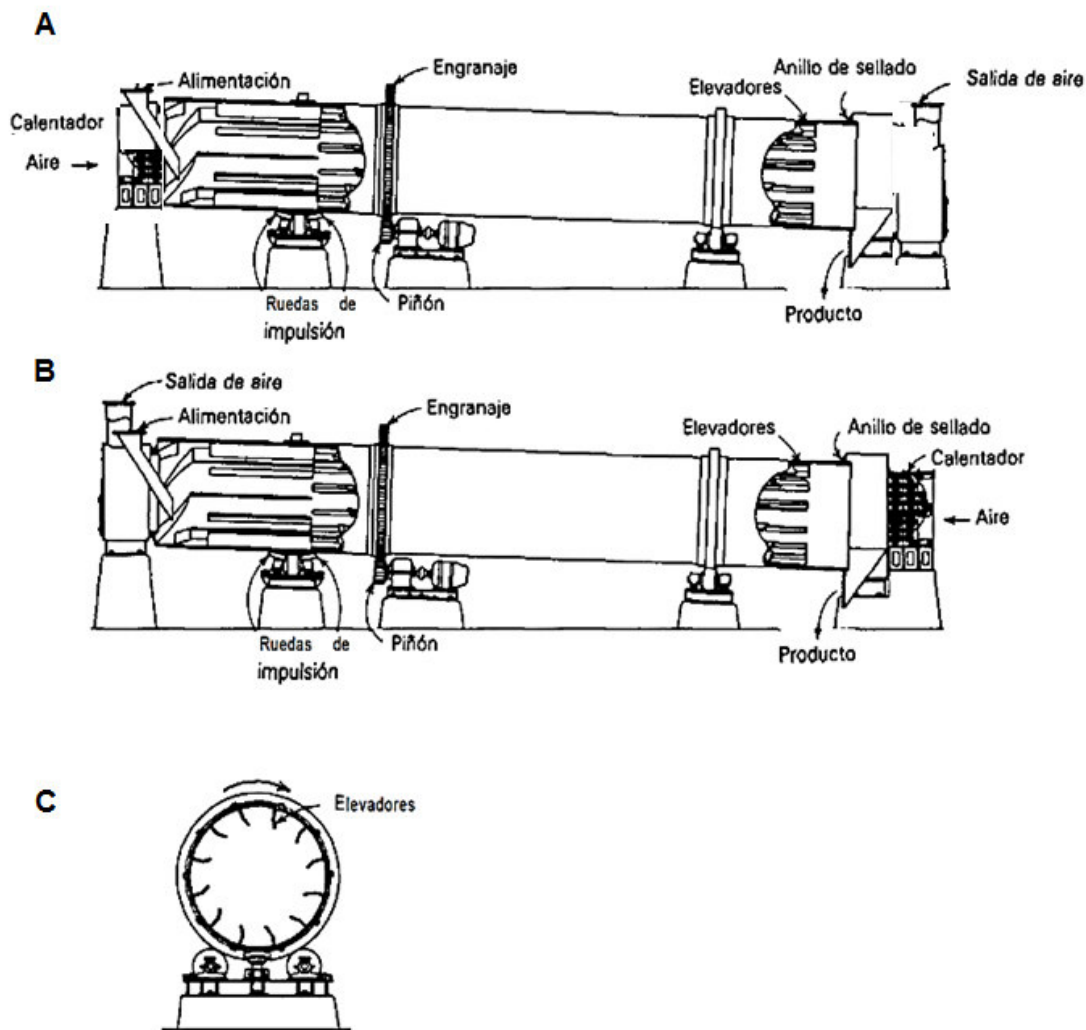 A
Alimentación
Engranaje
Anillo de sellado
Elevadores
Salida de aire
Calentador
Aire
Ruedas de
impulsión
Piñón
Producto
B
Salida de aire
Alimentación
Engranaje
Elevadores
Anillo de sellado
Calentador
Aire
Ruedas de
impulsión
Piñón
Producto
C
Elevadores